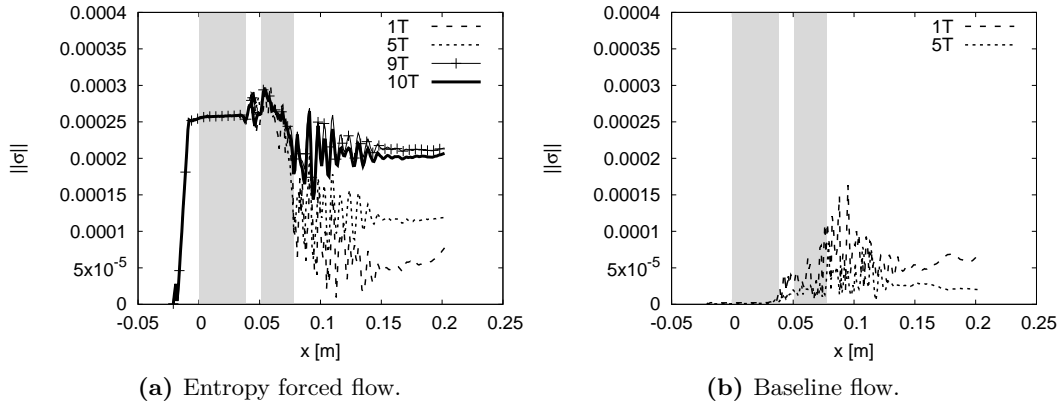 0.0004
0.00035
0.0003
0.00025
0.0002
0.00015
0.0001
5x10-5
0
||σ||
-0.05 0 0.05 0.1 0.15 0.2 0.25
x [m]
1T
5T
9T
10T
(a) Entropy forced flow.
0.0004
0.00035
0.0003
0.00025
0.0002
0.00015
0.0001
5x10-5
0
||σ||
-0.05 0 0.05 0.1 0.15 0.2 0.25
x [m]
1T
5T
(b) Baseline flow.